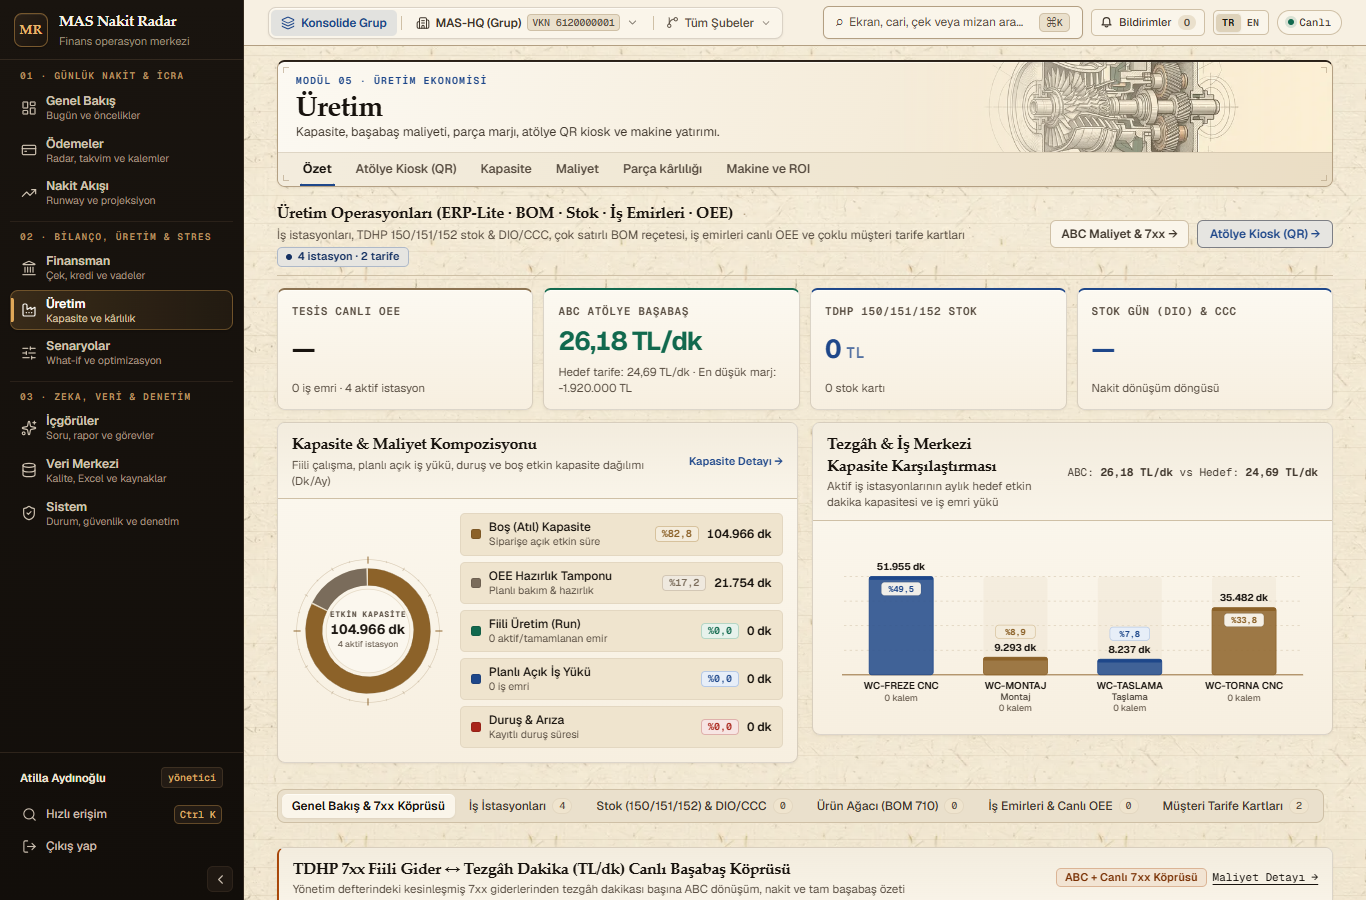 MR
MAS Nakit Radar
Finans operasyon merkezi
01 · GÜNLÜK NAKİT & İCRA
Genel Bakış
Bugün ve öncelikler
Ödemeler
Radar, takvim ve kalemler
Nakit Akışı
Runway ve projeksiyon
02 · BİLANÇO, ÜRETİM & STRES
Finansman
Çek, kredi ve vadeler
Üretim
Kapasite ve kârlılık
Senaryolar
What-if ve optimizasyon
03 · ZEKA, VERİ & DENETİM
İçgörüler
Soru, rapor ve görevler
Veri Merkezi
Kalite, Excel ve kaynaklar
Sistem
Durum, güvenlik ve denetim
Atilla Aydınoğlu
yönetici
Hızlı erişim
Ctrl K
Çıkış yap
Konsolide Grup
MAS-HQ (Grup)
VKN 6120000001
Tüm Şubeler
Ekran, cari, çek veya mizan ara...
⌘K
Bildirimler
0
TR
EN
Canlı
MODÜL 05 · ÜRETİM EKONOMİSİ
Üretim
Kapasite, başabaş maliyeti, parça marjı, atölye QR kiosk ve makine yatırımı.
Özet
Atölye Kiosk (QR)
Kapasite
Maliyet
Parça kârlılığı
Makine ve ROI
Üretim Operasyonları (ERP-Lite · BOM · Stok · İş Emirleri · OEE)
İş istasyonları, TDHP 150/151/152 stok & DIO/CCC, çok satırlı BOM reçetesi, iş emirleri canlı OEE ve çoklu müşteri tarife kartları
4 istasyon · 2 tarife
ABC Maliyet & 7xx →
Atölye Kiosk (QR) →
TESİS CANLI OEE
—
0 iş emri · 4 aktif istasyon
ABC ATÖLYE BAŞABAŞ
26,18 TL/dk
Hedef tarife: 24,69 TL/dk · En düşük marj:
-1.920.000 TL
TDHP 150/151/152 STOK
0 TL
0 stok kartı
STOK GÜN (DIO) & CCC
—
Nakit dönüşüm döngüsü
Kapasite & Maliyet Kompozisyonu
Fiili çalışma, planlı açık iş yükü, duruş ve boş etkin kapasite dağılımı
(Dk/Ay)
Kapasite Detayı →
ETKİN KAPASİTE
104.966 dk
4 aktif istasyon
Boş (Atıl) Kapasite
Siparişe açık etkin süre
%82,8
104.966 dk
OEE Hazırlık Tamponu
Planlı bakım & hazırlık
%17,2
21.754 dk
Fiili Üretim (Run)
0 aktif/tamamlanan emir
%0,0
0 dk
Planlı Açık İş Yükü
0 iş emri
%0,0
0 dk
Duruş & Arıza
Kayıtlı duruş süresi
%0,0
0 dk
Tezgâh & İş Merkezi
Kapasite Karşılaştırması
Aktif iş istasyonlarının aylık hedef etkin
dakika kapasitesi ve iş emri yükü
ABC: 26,18 TL/dk vs Hedef: 24,69 TL/dk
51.955 dk
%49,5
%8,9
9.293 dk
%7,8
8.237 dk
35.482 dk
%33,8
WC-FREZE CNC
0 kalem
WC-MONTAJ
Montaj
0 kalem
WC-TASLAMA
Taşlama
0 kalem
WC-TORNA CNC
0 kalem
Genel Bakış & 7xx Köprüsü
İş İstasyonları 4
Stok (150/151/152) & DIO/CCC 0
Ürün Ağacı (BOM 710) 0
İş Emirleri & Canlı OEE 0
Müşteri Tarife Kartları 2
TDHP 7xx Fiili Gider ↔ Tezgâh Dakika (TL/dk) Canlı Başabaş Köprüsü
Yönetim defterindeki kesinleşmiş 7xx giderlerinden tezgâh dakikası başına ABC dönüşüm, nakit ve tam başabaş özeti
ABC + Canlı 7xx Köprüsü
Maliyet Detayı →